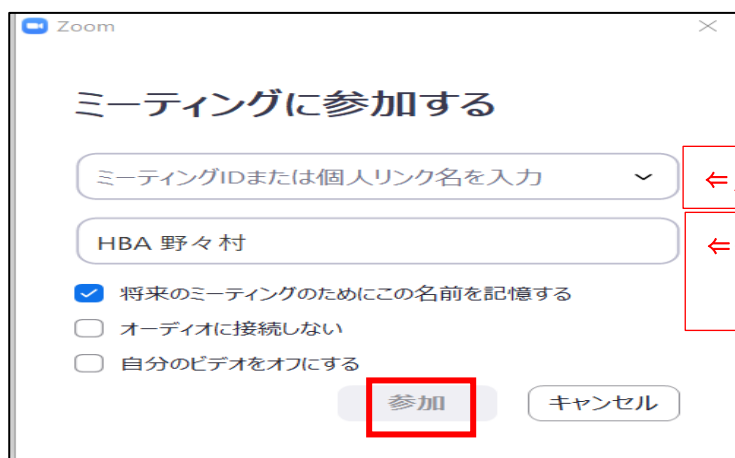 Zoom
ミーティングに参加する
ミーティングIDまたは個人リンク名を入力
⇐
HBA 野々村
⇐
将来のミーティングのためにこの名前を記憶する
オーディオに接続しない
自分のビデオをオフにする
参加 キャンセル